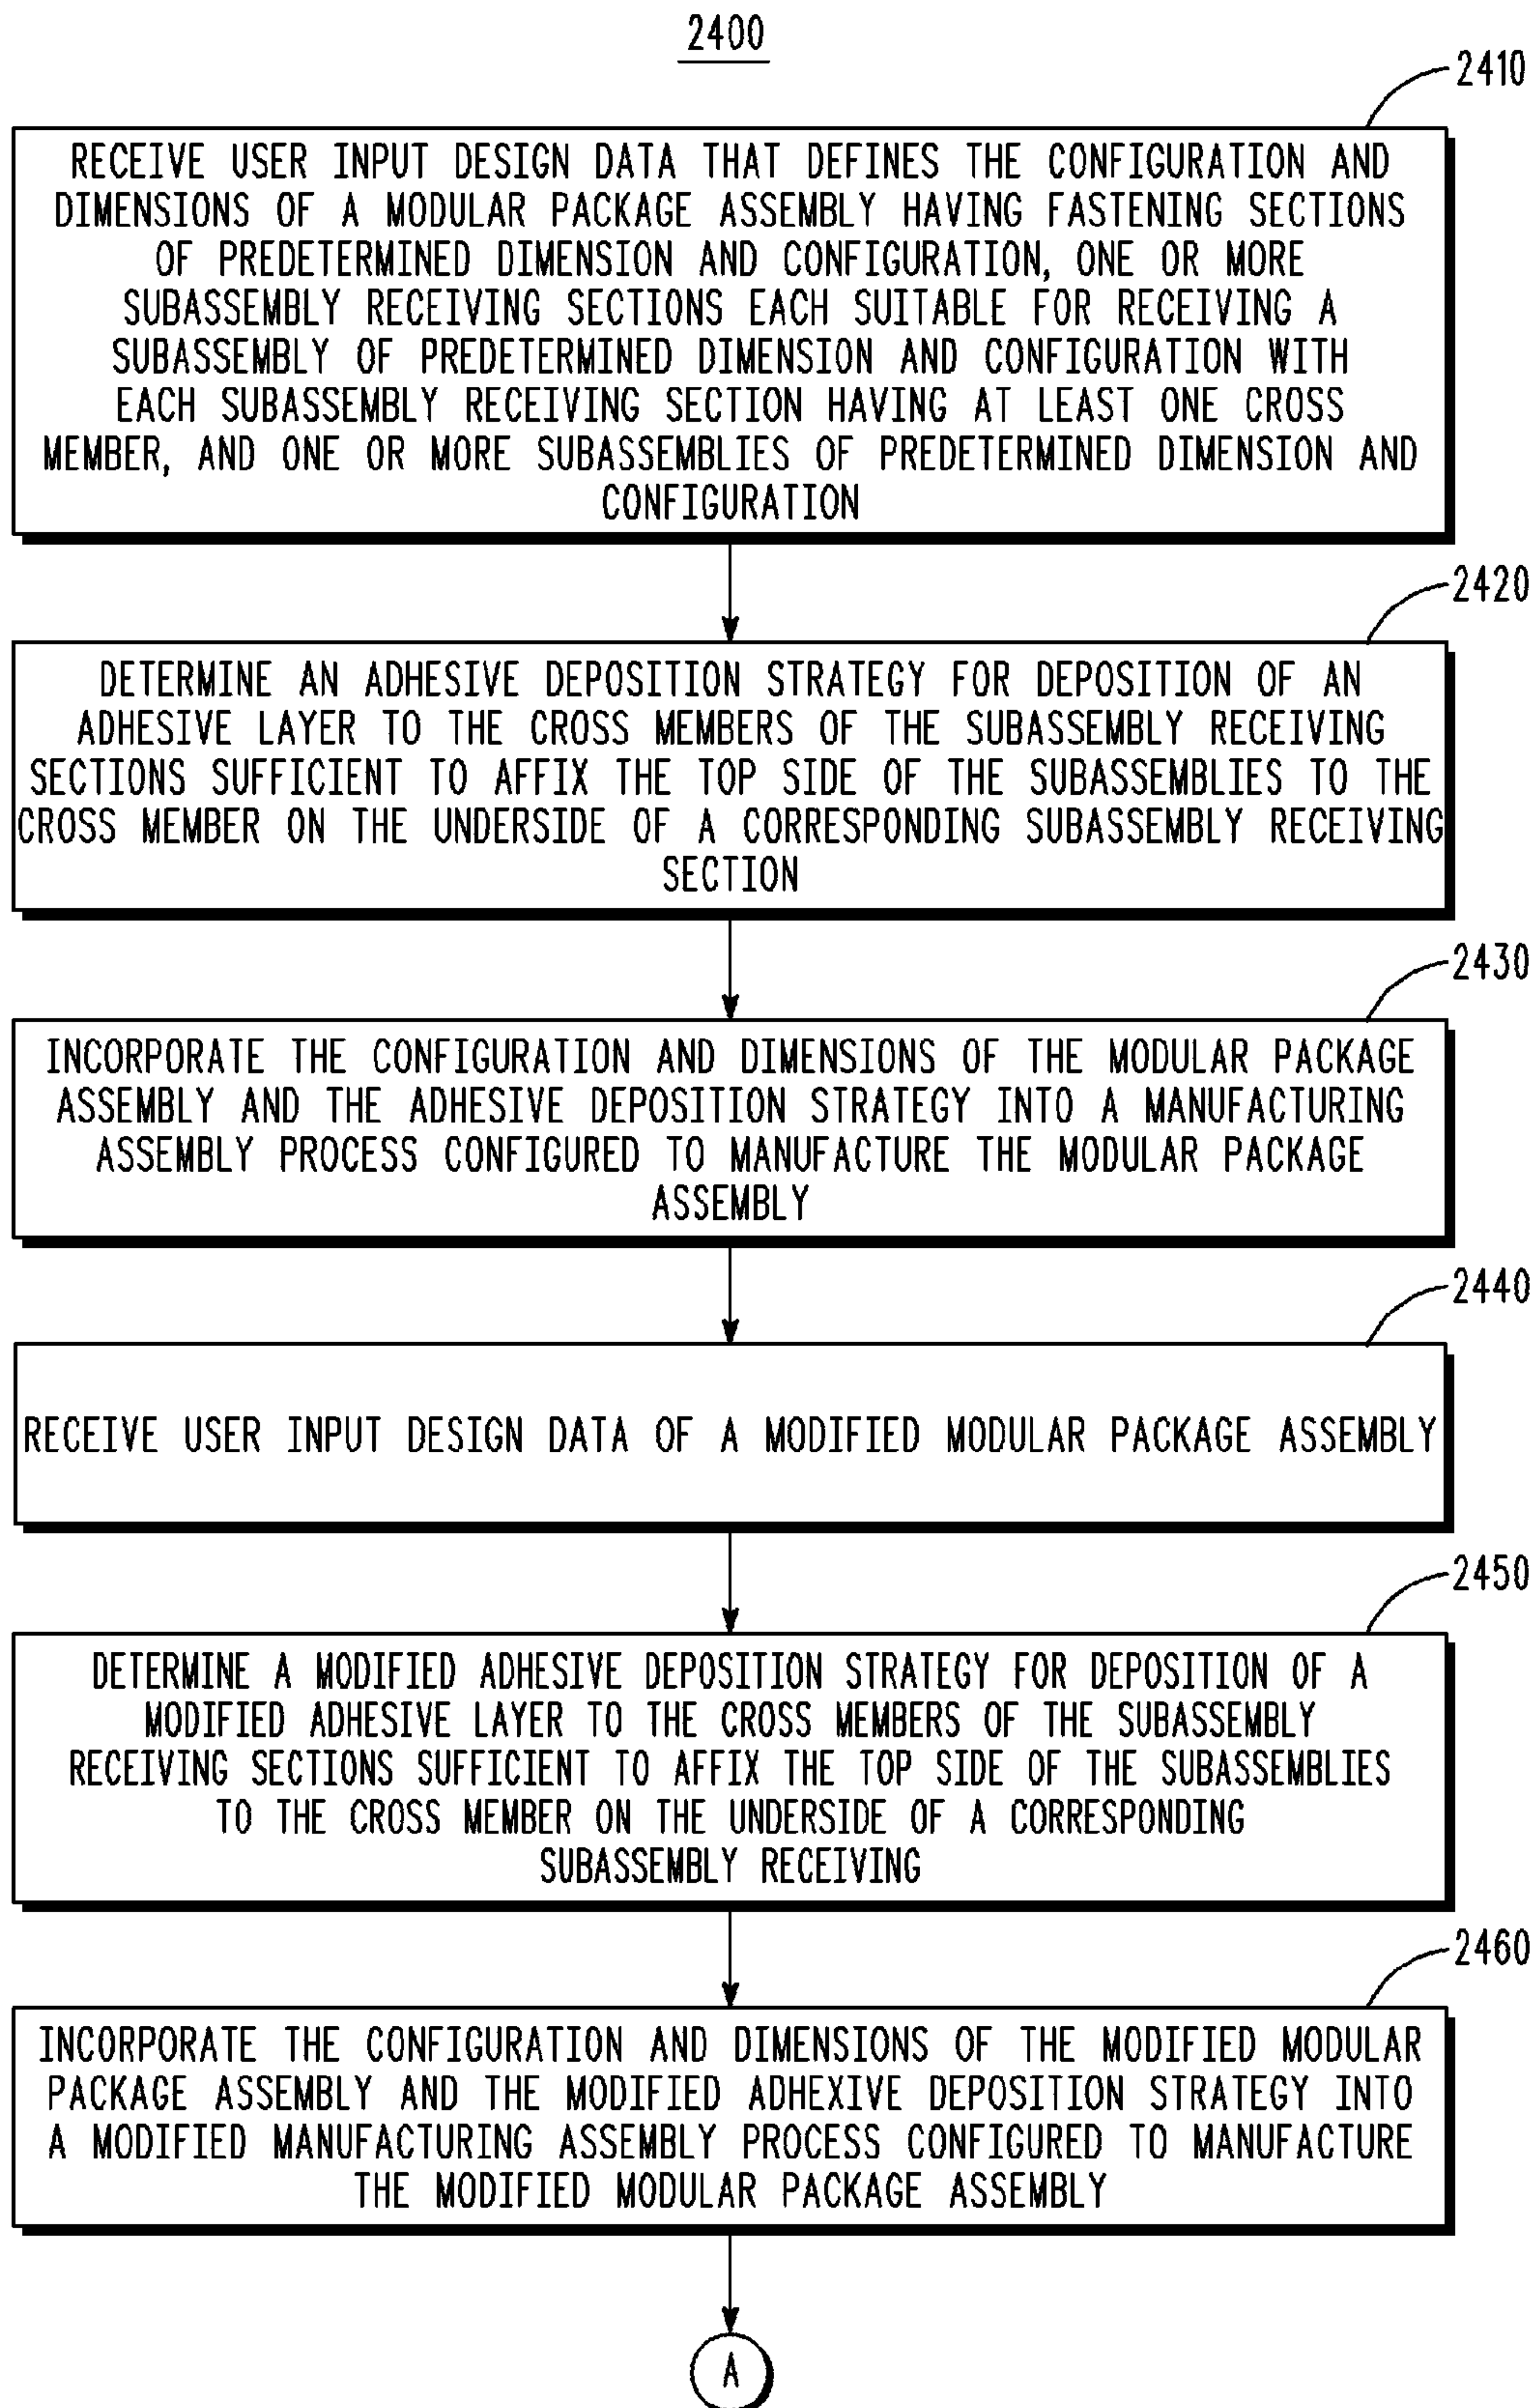 2400
2410
RECEIVE USER INPUT DESIGN DATA THAT DEFINES THE CONFIGURATION AND
DIMENSIONS OF A MODULAR PACKAGE ASSEMBLY HAVING FASTENING SECTIONS
OF PREDETERMINED DIMENSION AND CONFIGURATION, ONE OR MORE
SUBASSEMBLY RECEIVING SECTIONS EACH SUITABLE FOR RECEIVING A
SUBASSEMBLY OF PREDETERMINED DIMENSION AND CONFIGURATION WITH
EACH SUBASSEMBLY RECEIVING SECTION HAVING AT LEAST ONE CROSS
MEMBER, AND ONE OR MORE SUBASSEMBLIES OF PREDETERMINED DIMENSION AND
CONFIGURATION
2420
DETERMINE AN ADHESIVE DEPOSITION STRATEGY FOR DEPOSITION OF AN
ADHESIVE LAYER TO THE CROSS MEMBERS OF THE SUBASSEMBLY RECEIVING
SECTIONS SUFFICIENT TO AFFIX THE TOP SIDE OF THE SUBASSEMBLIES TO THE
CROSS MEMBER ON THE UNDERSIDE OF A CORRESPONDING SUBASSEMBLY RECEIVING
SECTION
2430
INCORPORATE THE CONFIGURATION AND DIMENSIONS OF THE MODULAR PACKAGE
ASSEMBLY AND THE ADHESIVE DEPOSITION STRATEGY INTO A MANUFACTURING
ASSEMBLY PROCESS CONFIGURED TO MANUFACTURE THE MODULAR PACKAGE
ASSEMBLY
2440
RECEIVE USER INPUT DESIGN DATA OF A MODIFIED MODULAR PACKAGE ASSEMBLY
2450
DETERMINE A MODIFIED ADHESIVE DEPOSITION STRATEGY FOR DEPOSITION OF A
MODIFIED ADHESIVE LAYER TO THE CROSS MEMBERS OF THE SUBASSEMBLY
RECEIVING SECTIONS SUFFICIENT TO AFFIX THE TOP SIDE OF THE SUBASSEMBLIES
TO THE CROSS MEMBER ON THE UNDERSIDE OF A CORRESPONDING
SUBASSEMBLY RECEIVING
2460
INCORPORATE THE CONFIGURATION AND DIMENSIONS OF THE MODIFIED MODULAR
PACKAGE ASSEMBLY AND THE MODIFIED ADHEXIVE DEPOSITION STRATEGY INTO
A MODIFIED MANUFACTURING ASSEMBLY PROCESS CONFIGURED TO MANUFACTURE
THE MODIFIED MODULAR PACKAGE ASSEMBLY
A